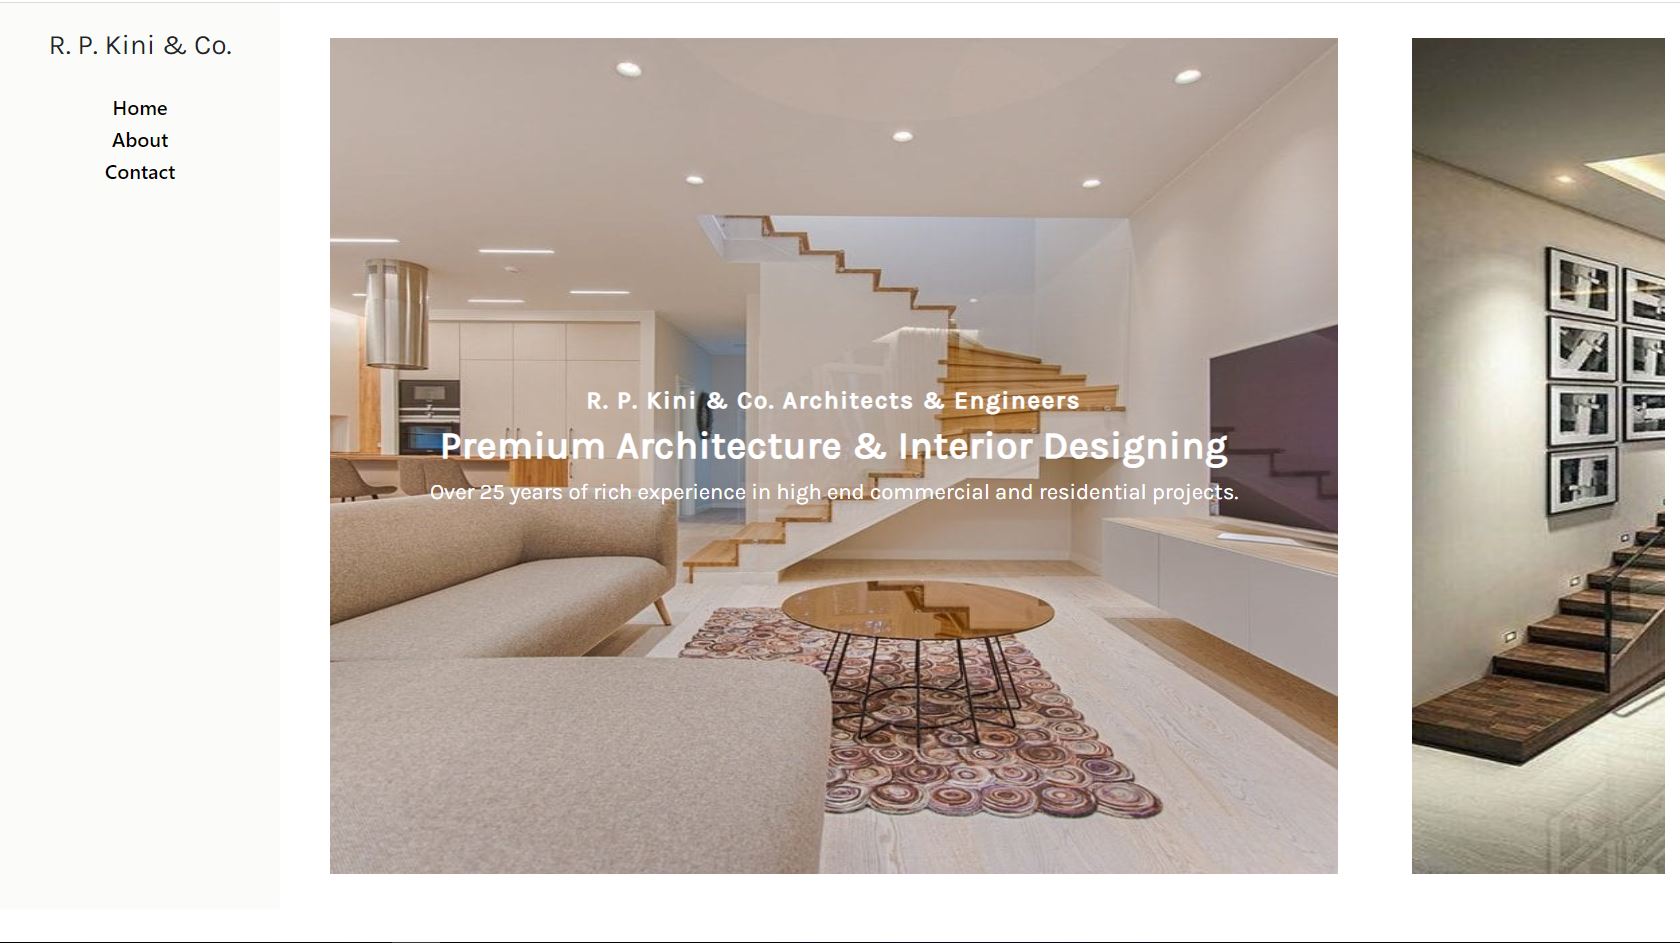 R. P. Kini & Co.
Home
About
Contact
R. P. Kini & Co. Architects & Engineers
Premium Architecture & Interior Designing
Over 25 years of rich experience in high end commercial and residential projects.